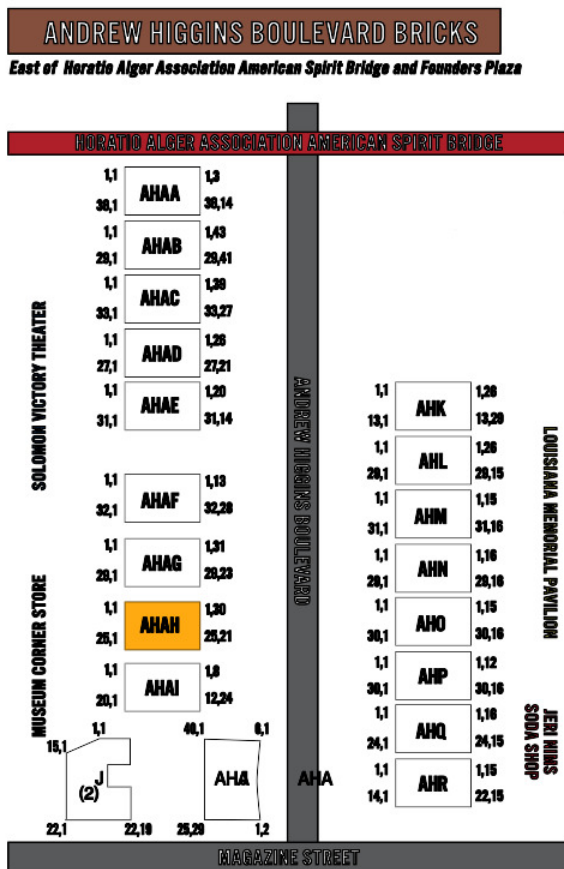 ANDREW HIGGINS BOULEVARD BRICKS
East of Horatio Alger Association American Spirit Bridge and Founders Plaza
HORATIO ALGER ASSOCIATION AMERICAN SPIRIT BRIDGE
1,1 AHAA 1,3
38,1 38,14
1,1 AHAB 1,43
29,1 29,41
1,1 AHAC 1,39
33,1 33,27
1,1 AHAD 1,26
27,1 27,21
1,1 AHAE 1,20
31,1 31,14
SOLOMON VICTORY THEATER
1,1 AHAF 1,13
32,1 32,28
1,1 AHAG 1,31
29,1 29,23
1,1 AHAH 1,30
25,1 25,21
1,1 AHAI 1,8
20,1 12,24
MUSEUM CORNER STORE
1,1
15,1
J
(2)
22,1 22,19
40,1 6,1
AHA
25,29 1,2
ANDREW HIGGINS BOULEVARD
AHA
1,1 AHK 1,26
13,1 13,29
1,1 AHL 1,26
29,1 29,15
1,1 AHM 1,15
31,1 31,16
1,1 AHN 1,16
29,1 29,16
1,1 AHO 1,15
30,1 30,16
1,1 AHP 1,12
30,1 30,16
1,1 AHQ 1,16
24,1 24,15
1,1 AHR 1,15
14,1 22,15
LOUISIANA MEMORIAL PAVILION
JERI NIMS
SODA SHOP
MAGAZINE STREET